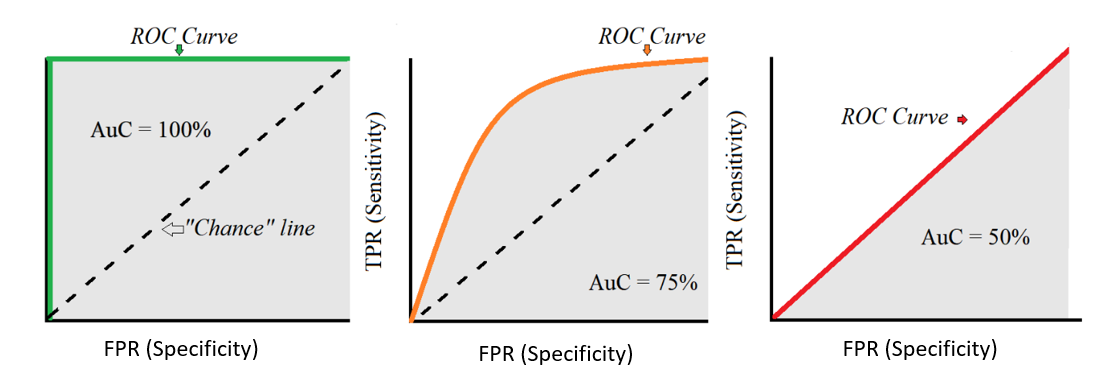 ROC Curve
AuC = 100%
"Chance" line
FPR (Specificity)
ROC Curve
TPR (Sensitivity)
AuC = 75%
FPR (Specificity)
TPR (Sensitivity)
ROC Curve
AuC = 50%
FPR (Specificity)